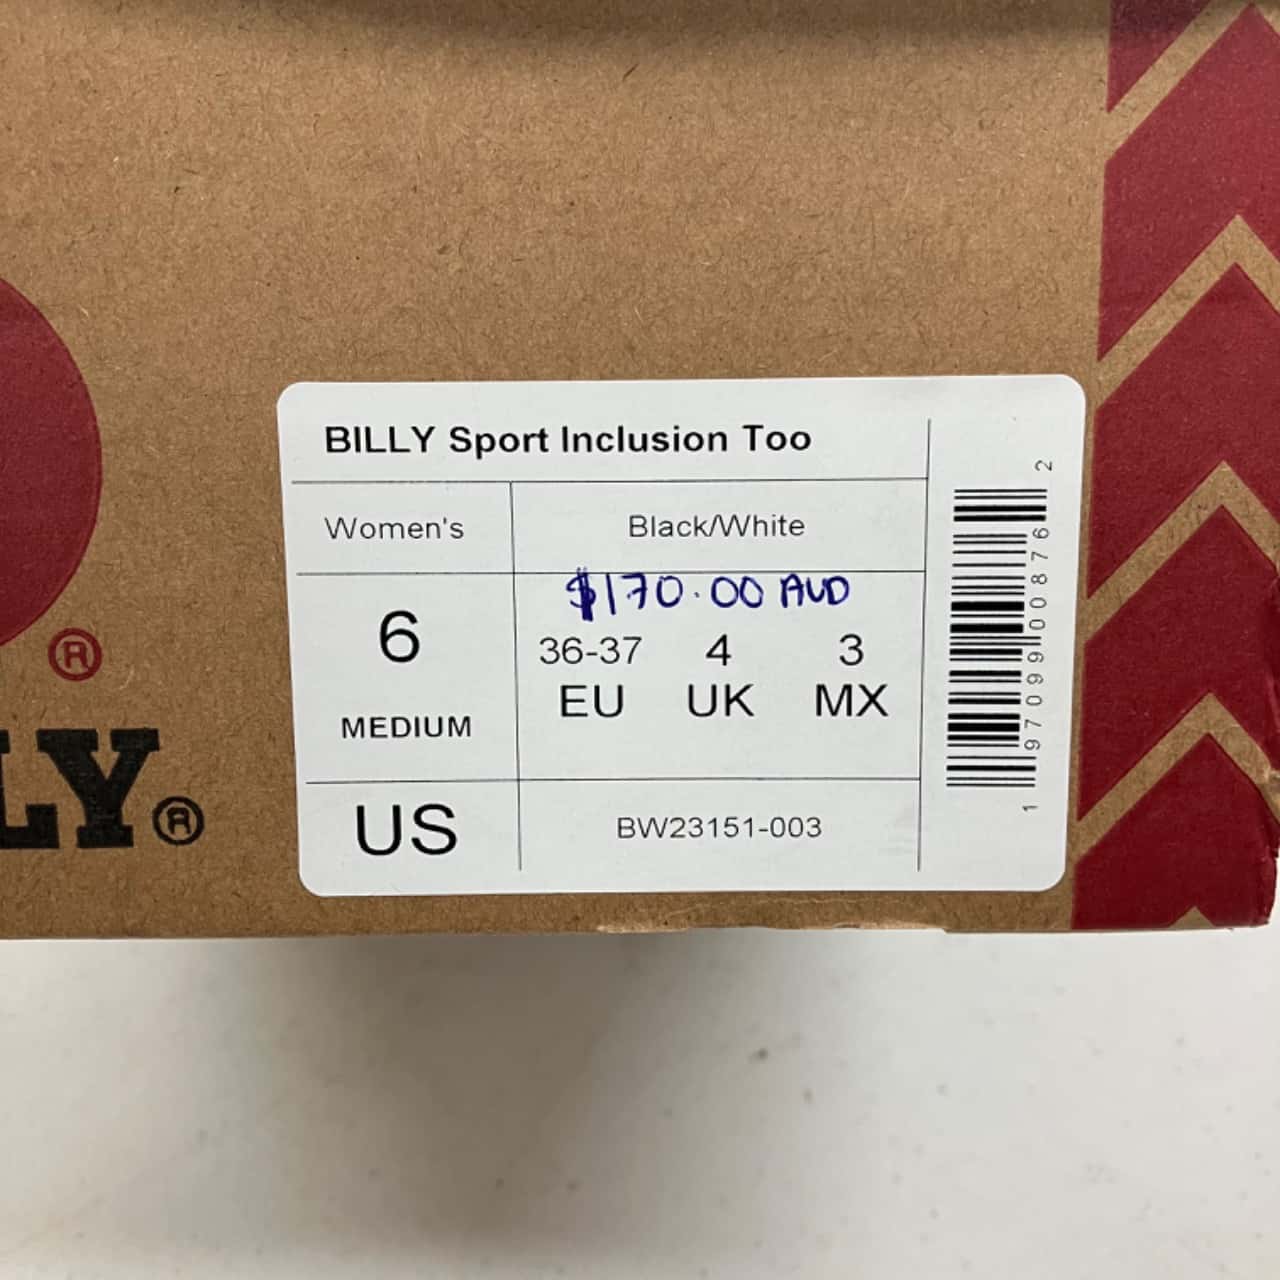 BILLY Sport Inclusion Too
Women's
Black/White
$170.00 AUD
6
MEDIUM
36-37 4 3
EU UK MX
US
BW23151-003
1 97099 00876 2
®
LY®